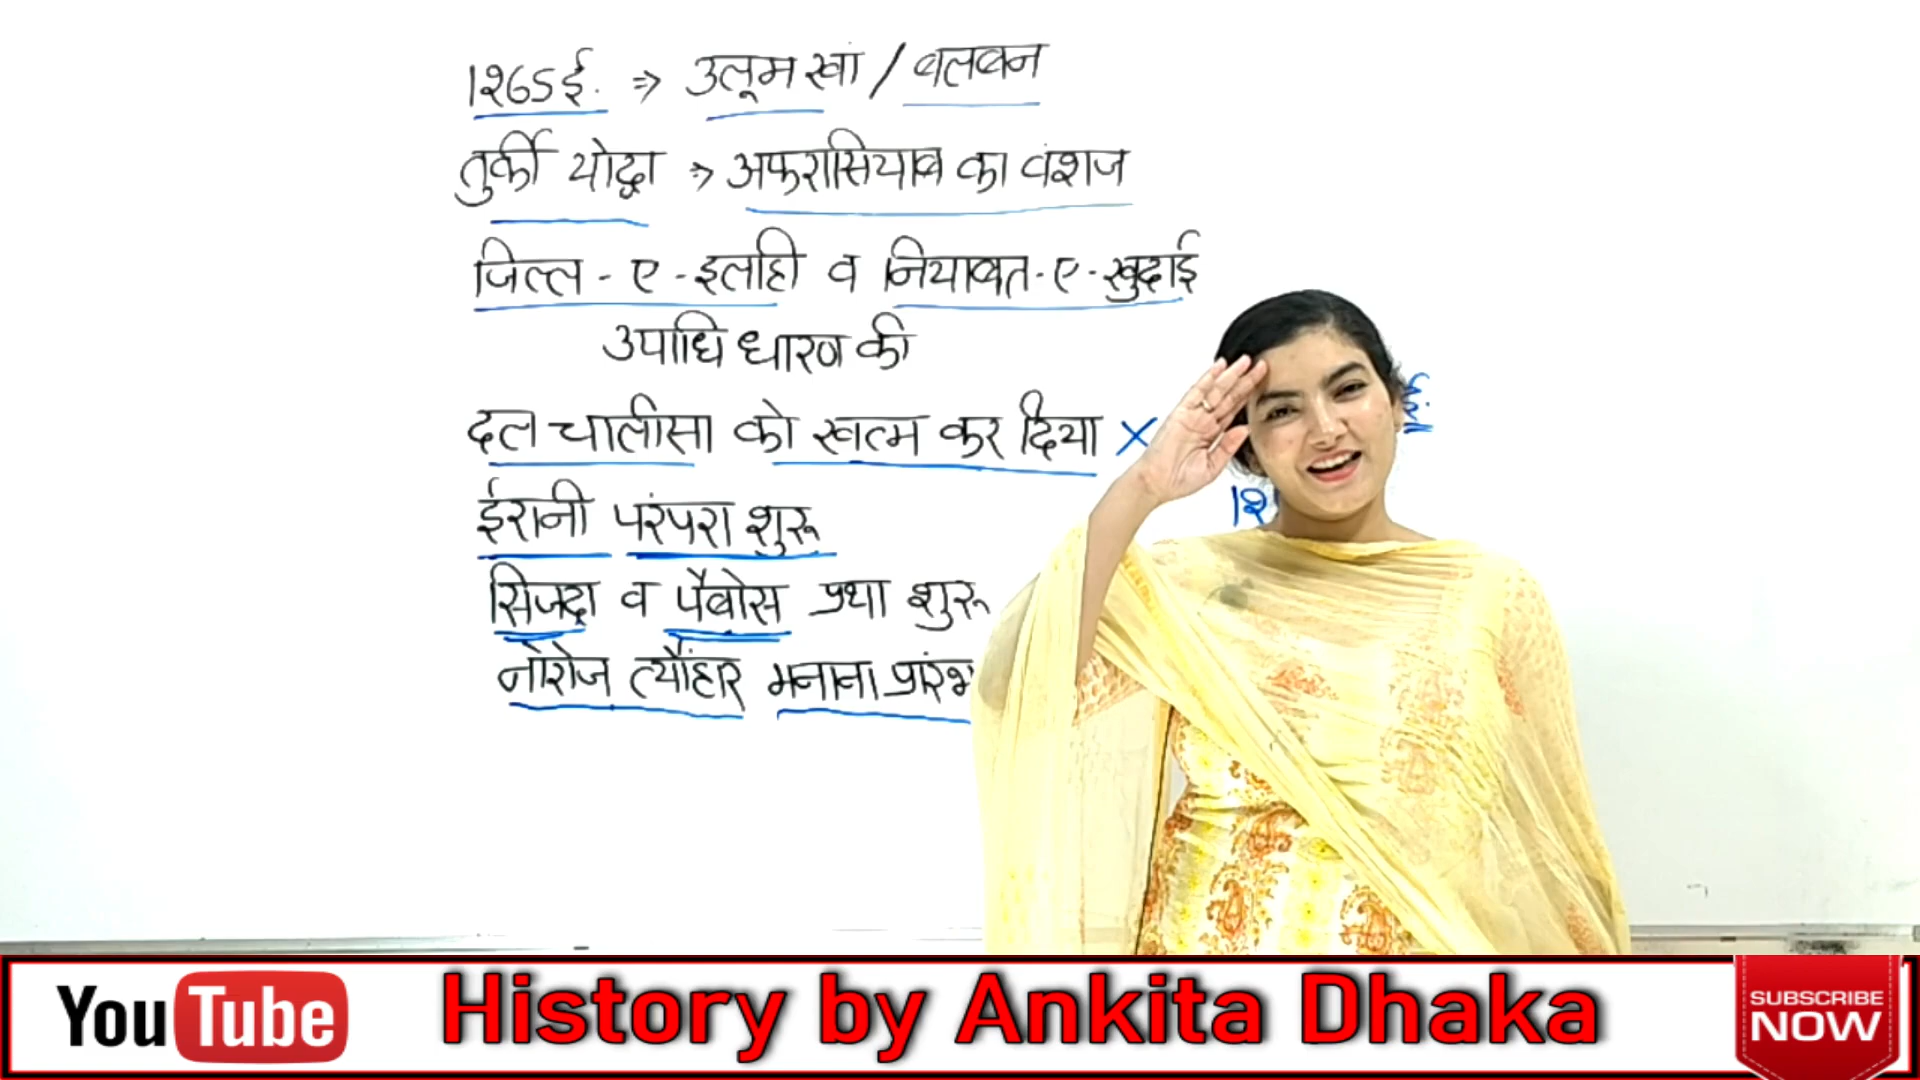 1265ई. ⇒ उलूम खां / बलबन
तुर्की योद्धा ⇒ अफरासियाब का वंशज
जिल्ल - ए - इलाही व नियाबत - ए - खुदाई
उपाधि धारण की
दल चालीसा को खत्म कर दिया ×
ईरानी परंपरा शुरू
सिजदा व पैबोस प्रथा शुरू
नौरोज त्यौंहार मनाना प्रारंभ
ई.
12
YouTube
History by Ankita Dhaka
SUBSCRIBE
NOW